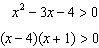 x² − 3x − 4 > 0
(x − 4)(x + 1) > 0